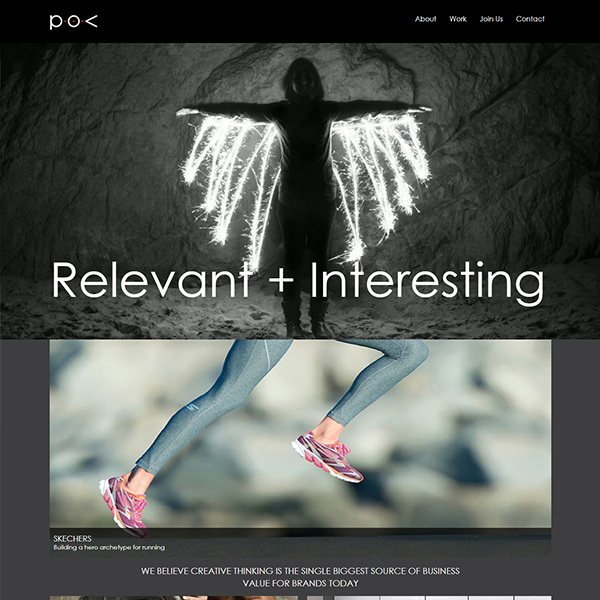 p·o·<
About Work Join Us Contact
Relevant + Interesting
SKECHERS
Building a hero archetype for running
WE BELIEVE CREATIVE THINKING IS THE SINGLE BIGGEST SOURCE OF BUSINESS
VALUE FOR BRANDS TODAY